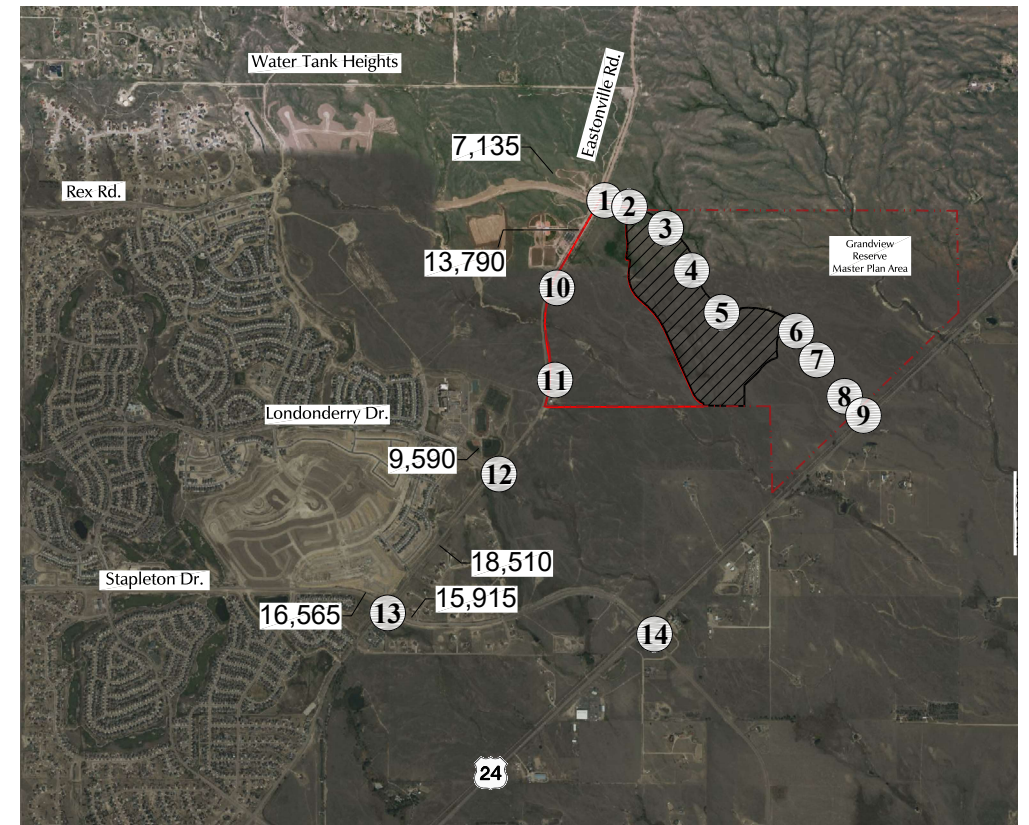 Water Tank Heights
Eastonville Rd.
7,135
Rex Rd.
1
2
3
13,790
Grandview
Reserve
Master Plan Area
4
10
5
6
7
11
8
9
Londonderry Dr.
9,590
12
18,510
Stapleton Dr.
15,915
16,565
13
14
24